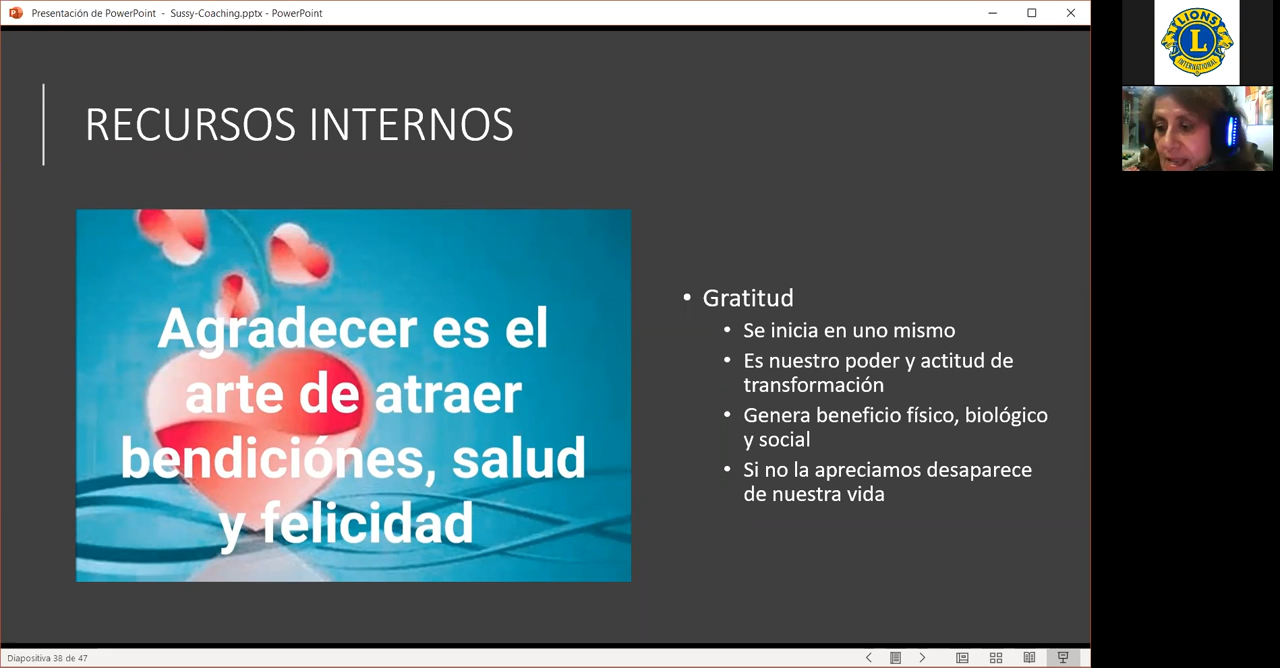 Presentación de PowerPoint - Sussy-Coaching.pptx - PowerPoint
LIONS
L
INTERNATIONAL
RECURSOS INTERNOS
Agradecer es el
arte de atraer
bendiciónes, salud
y felicidad
• Gratitud
• Se inicia en uno mismo
• Es nuestro poder y actitud de
transformación
• Genera beneficio físico, biológico
y social
• Si no la apreciamos desaparece
de nuestra vida
Diapositiva 38 de 47